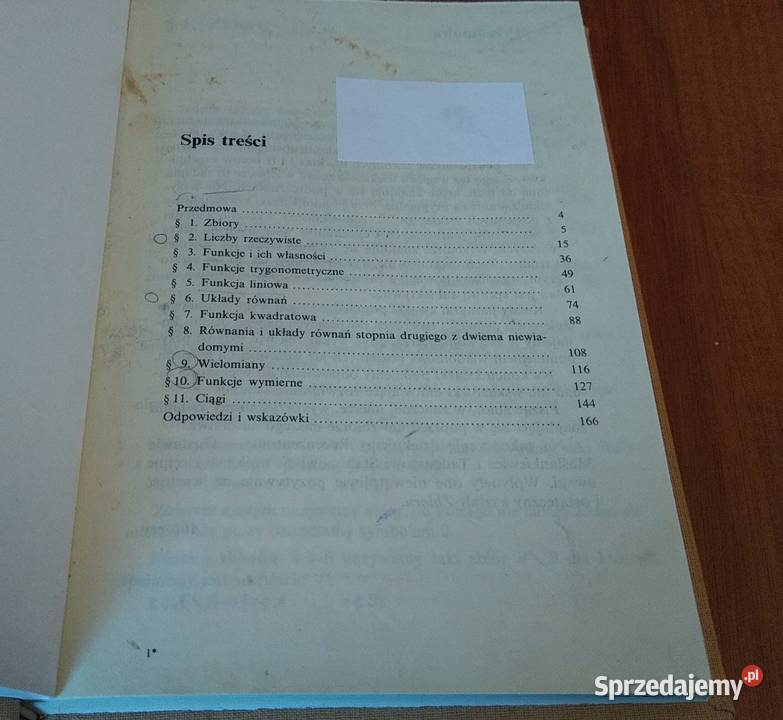 Spis treści
Przedmowa ........ 4
§ 1. Zbiory ........ 5
§ 2. Liczby rzeczywiste ........ 15
§ 3. Funkcje i ich własności ........ 36
§ 4. Funkcje trygonometryczne ........ 49
§ 5. Funkcja liniowa ........ 61
§ 6. Układy równań ........ 74
§ 7. Funkcja kwadratowa ........ 88
§ 8. Równania i układy równań stopnia drugiego z dwiema niewia-
domymi ........ 108
§ 9. Wielomiany ........ 116
§ 10. Funkcje wymierne ........ 127
§ 11. Ciągi ........ 144
Odpowiedzi i wskazówki ........ 166
1*
Sprzedajemy.pl